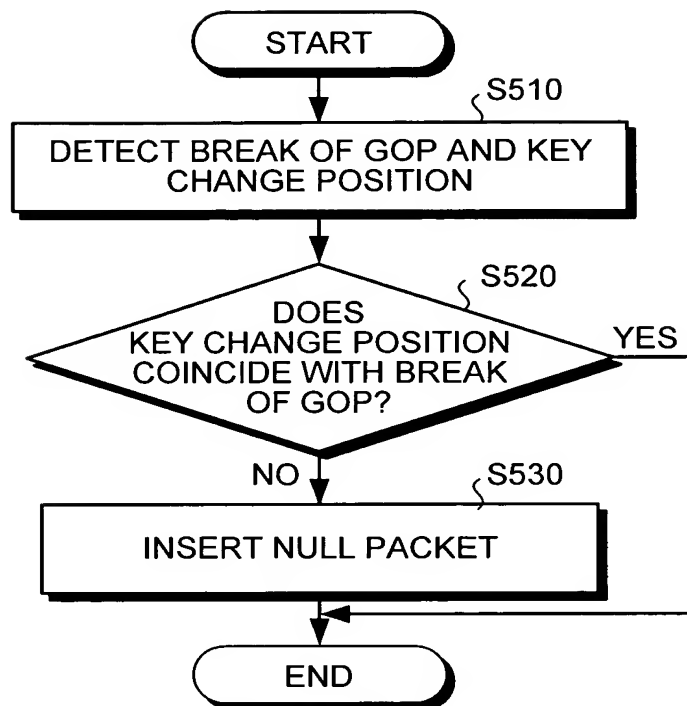 START
S510
DETECT BREAK OF GOP AND KEY
CHANGE POSITION
S520
DOES
KEY CHANGE POSITION
COINCIDE WITH BREAK
OF GOP?
YES
NO
S530
INSERT NULL PACKET
END